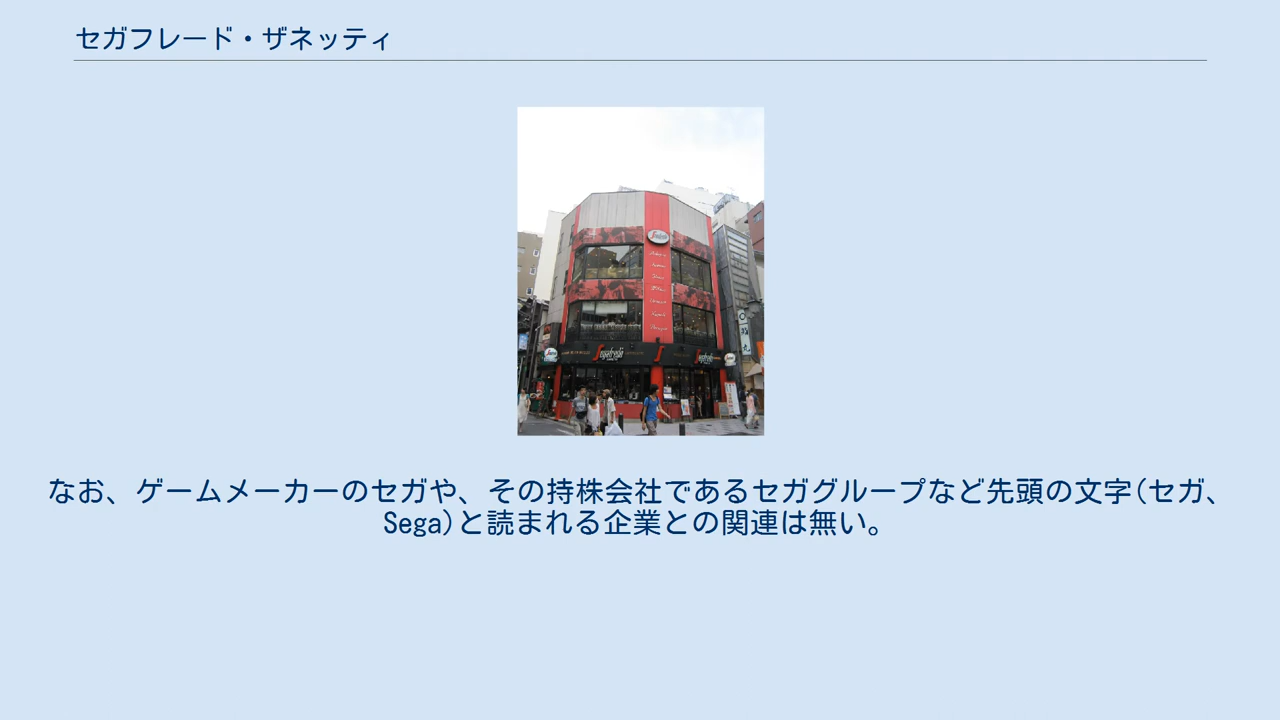 セガフレード・ザネッティ
Segafredo
Segafredo
なお、ゲームメーカーのセガや、その持株会社であるセガグループなど先頭の文字(セガ、
Sega)と読まれる企業との関連は無い。